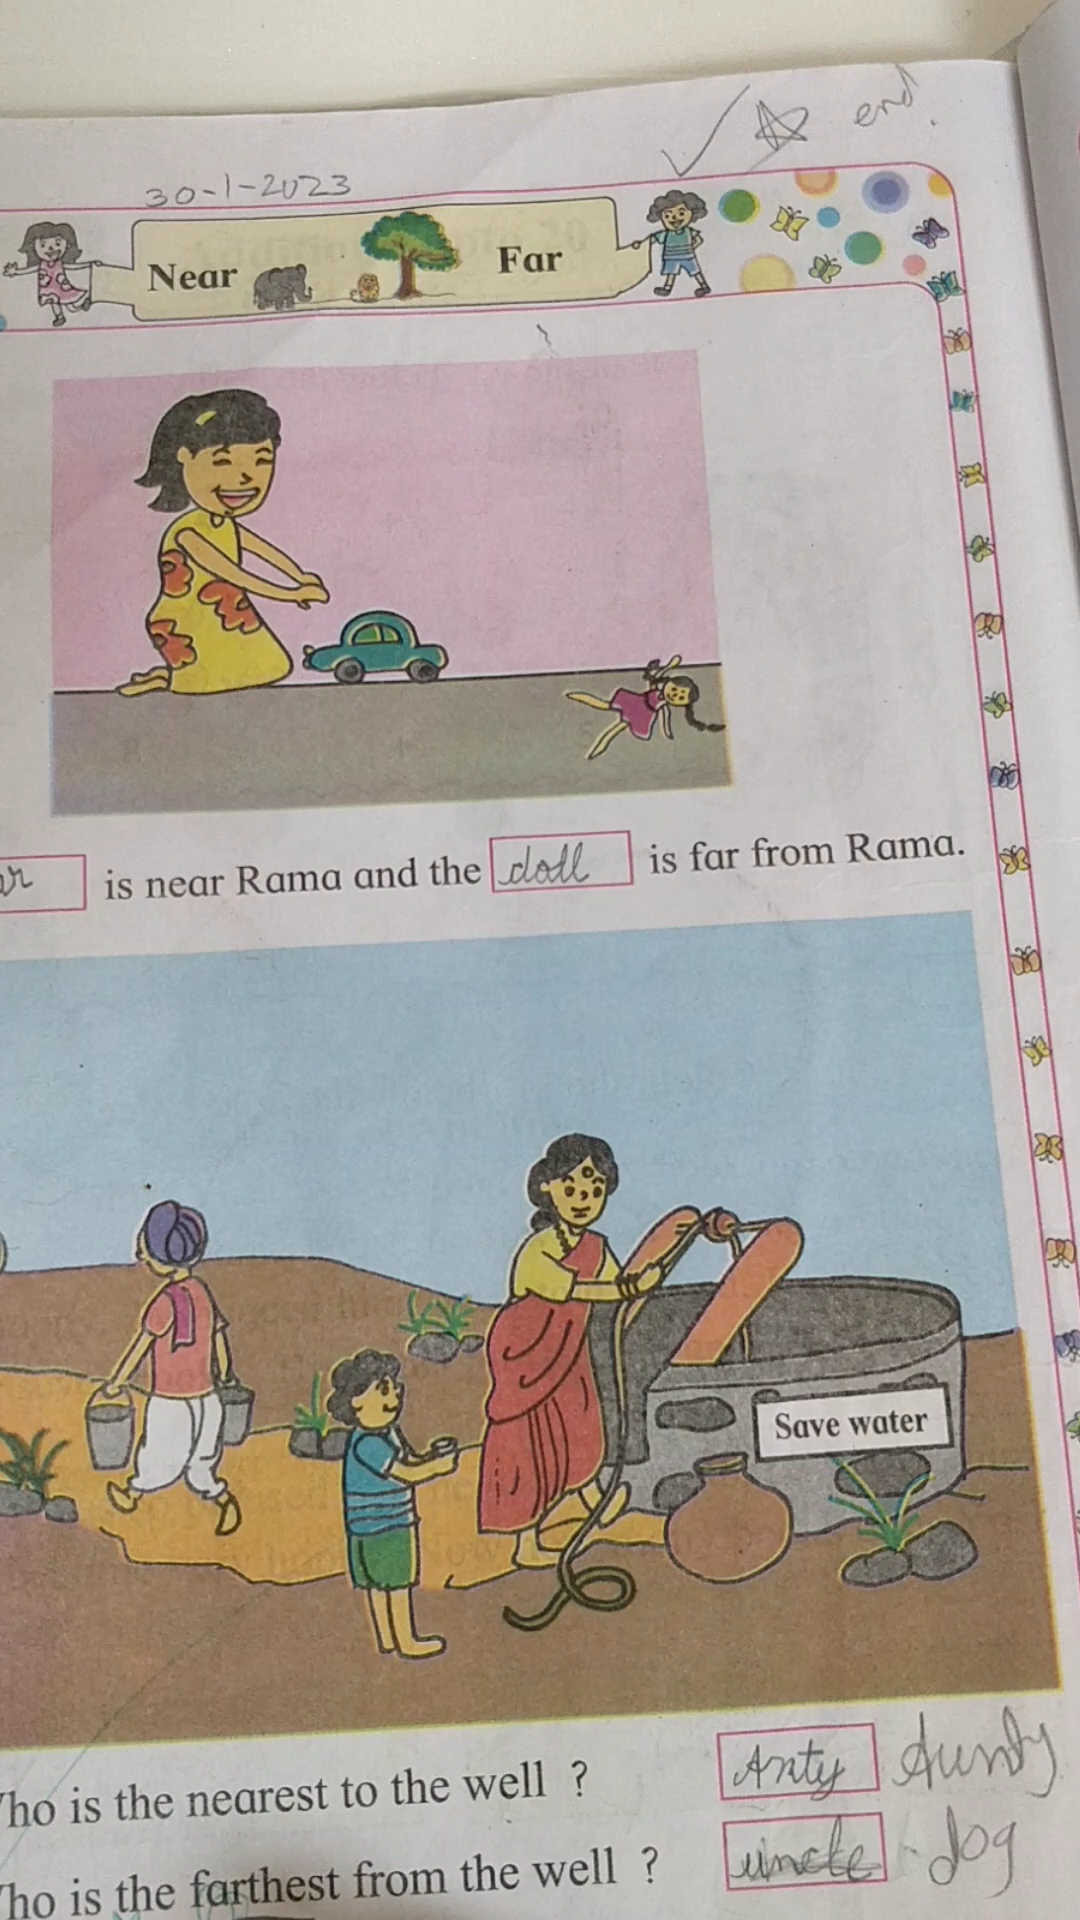 end.
30-1-2023
Near Far
is near Rama and the doll is far from Rama.
Save water
ho is the nearest to the well ? Anty Aunty
ho is the farthest from the well ? uncle dog